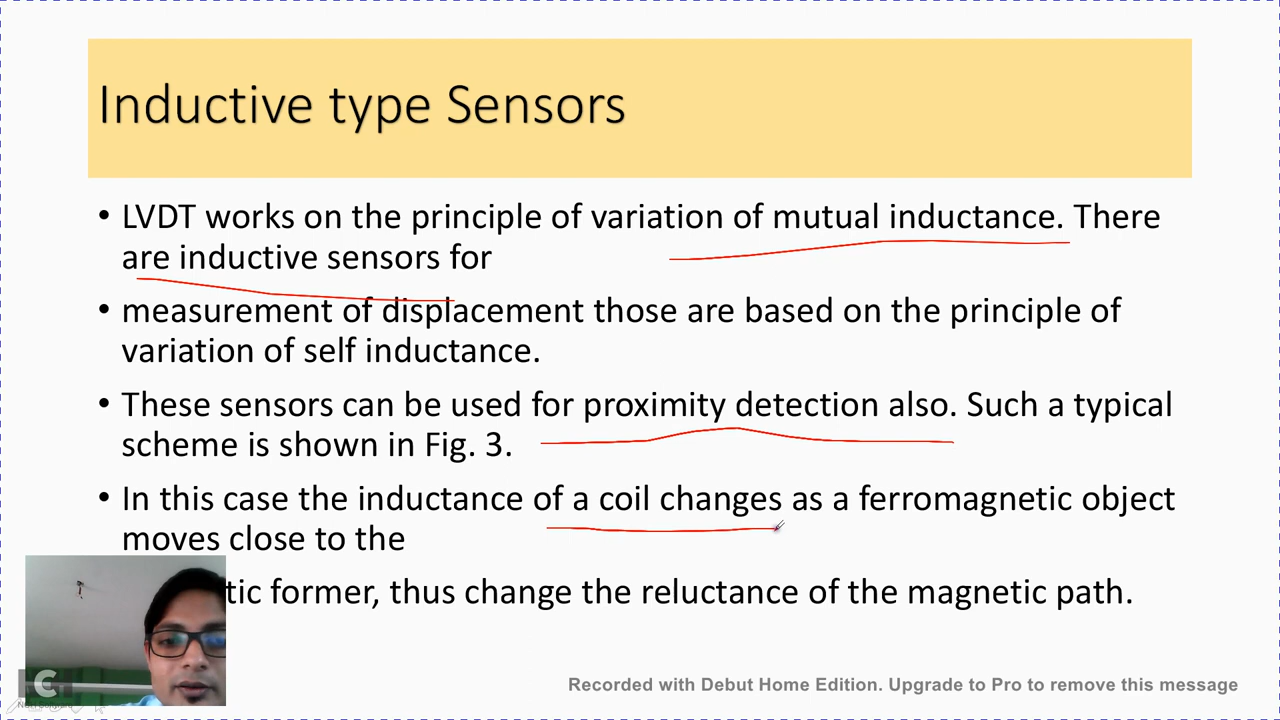 Inductive type Sensors
• LVDT works on the principle of variation of mutual inductance. There
are inductive sensors for
• measurement of displacement those are based on the principle of
variation of self inductance.
• These sensors can be used for proximity detection also. Such a typical
scheme is shown in Fig. 3.
• In this case the inductance of a coil changes as a ferromagnetic object
moves close to the
tic former, thus change the reluctance of the magnetic path.
Recorded with Debut Home Edition. Upgrade to Pro to remove this message